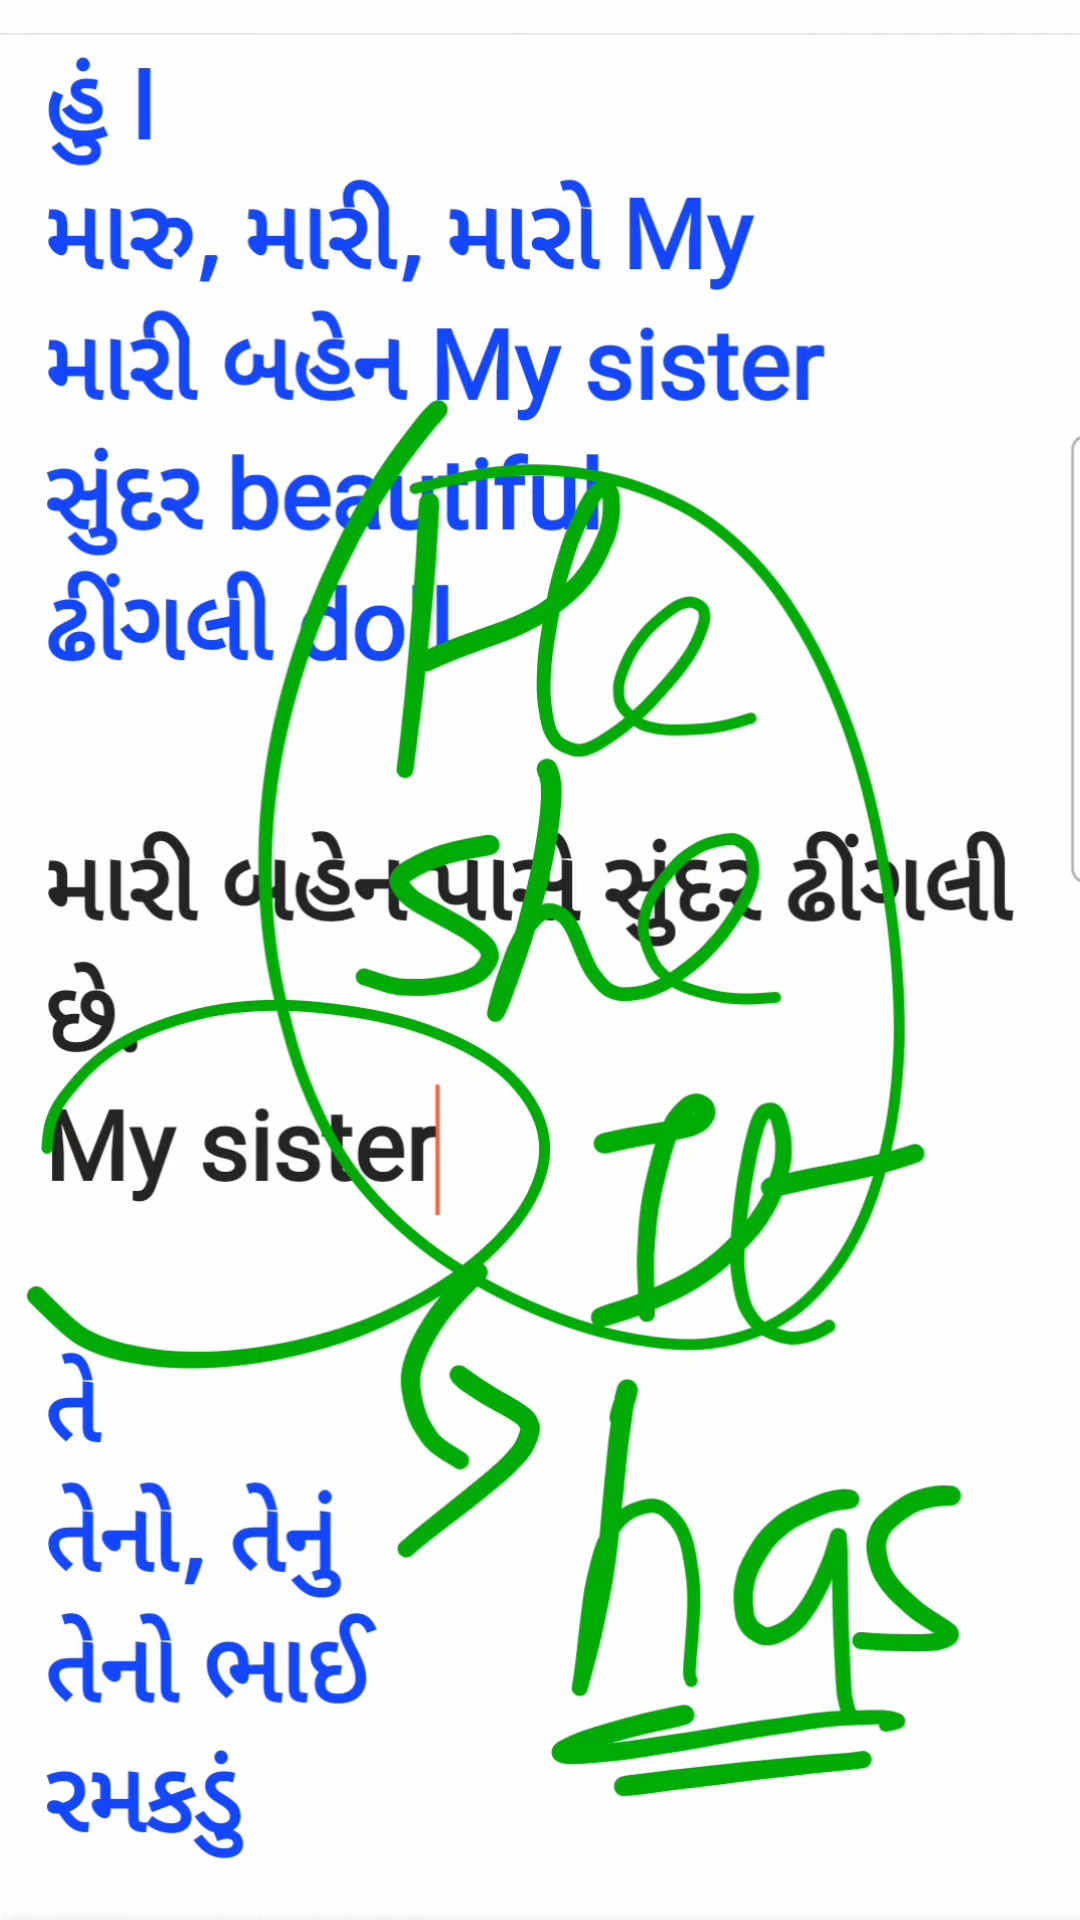 હું I
મારુ, મારી, મારો My
મારી બહેન My sister
સુંદર beautiful
ઢીંગલી doll
He
મારી બહેન પાસે સુંદર ઢીંગલી
she
છે.
My sister
It
તે
has
તેનો, તેનું
તેનો ભાઈ
રમકડું